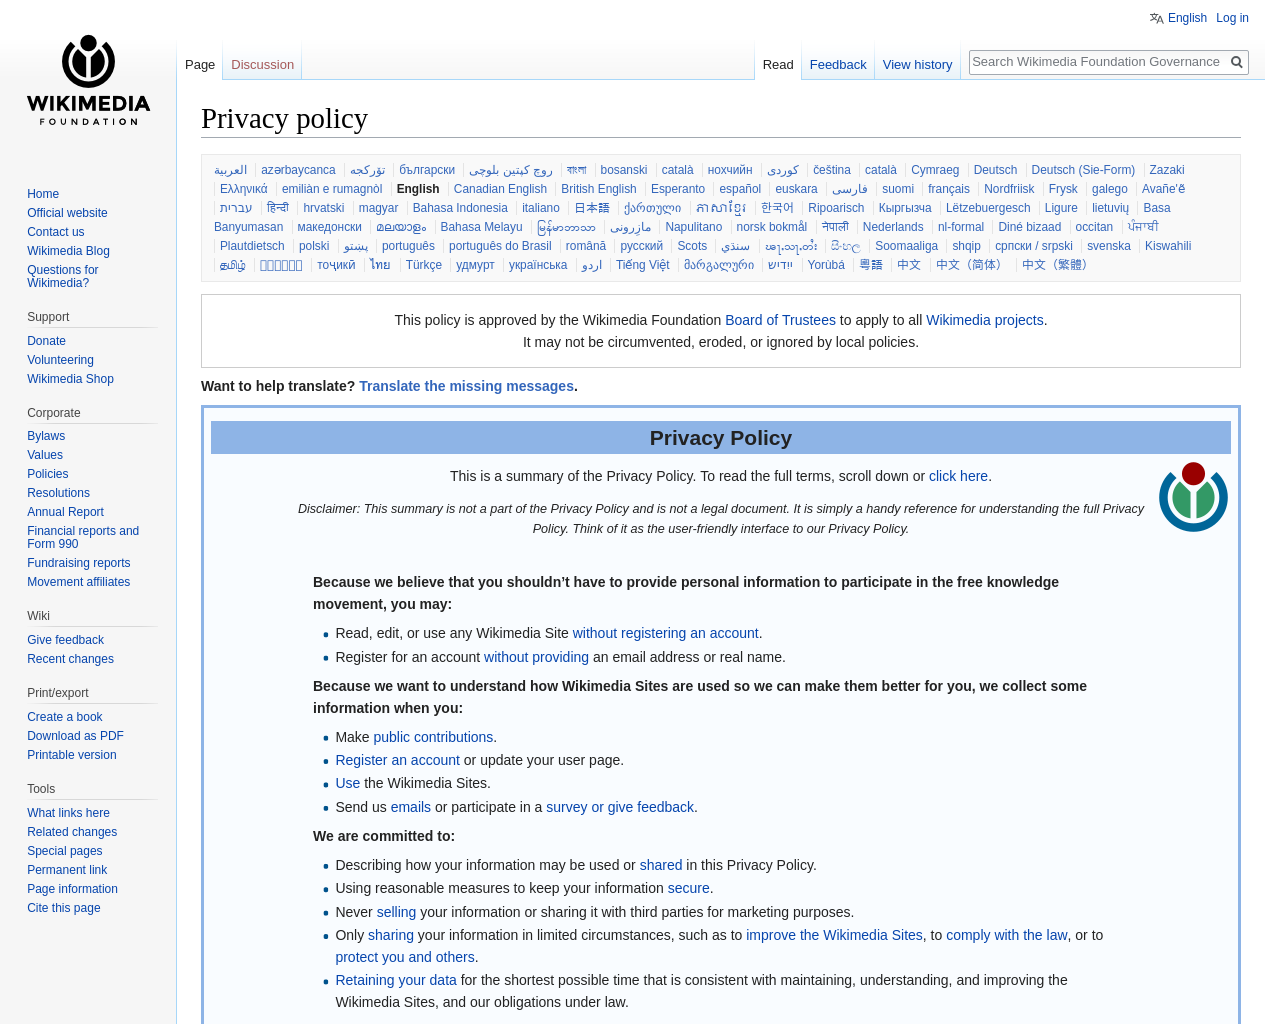 English Log in
WIKIMEDIA
FOUNDATION
Page Discussion Read Feedback View history Search Wikimedia Foundation Governance
Privacy policy
العربية azərbaycanca تۆرکجه български روچ کپتین بلوچی বাংলা bosanski català нохчийн کوردی čeština català Cymraeg Deutsch Deutsch (Sie-Form) Zazaki
Ελληνικά emiliàn e rumagnòl English Canadian English British English Esperanto español euskara فارسی suomi français Nordfriisk Frysk galego Avañe'ẽ
עברית हिन्दी hrvatski magyar Bahasa Indonesia italiano 日本語 ქართული ភាសាខ្មែរ 한국어 Ripoarisch Кыргызча Lëtzebuergesch Ligure lietuvių Basa
Banyumasan македонски മലയാളം Bahasa Melayu မြန်မာဘာသာ مازِرونی Napulitano norsk bokmål नेपाली Nederlands nl-formal Diné bizaad occitan ਪੰਜਾਬੀ
Plautdietsch polski پښتو português português do Brasil română русский Scots سنڌي ၽႃႇသႃႇတႆး සිංහල Soomaaliga shqip српски / srpski svenska Kiswahili
தமிழ் тоҷикӣ ไทย Türkçe удмурт українська اردو Tiếng Việt მარგალური ייִדיש Yorùbá 粵語 中文 中文（简体） 中文（繁體）
This policy is approved by the Wikimedia Foundation Board of Trustees to apply to all Wikimedia projects.
It may not be circumvented, eroded, or ignored by local policies.
Want to help translate? Translate the missing messages.
Privacy Policy
This is a summary of the Privacy Policy. To read the full terms, scroll down or click here.
Disclaimer: This summary is not a part of the Privacy Policy and is not a legal document. It is simply a handy reference for understanding the full Privacy
Policy. Think of it as the user-friendly interface to our Privacy Policy.
Because we believe that you shouldn’t have to provide personal information to participate in the free knowledge
movement, you may:
Read, edit, or use any Wikimedia Site without registering an account.
Register for an account without providing an email address or real name.
Because we want to understand how Wikimedia Sites are used so we can make them better for you, we collect some
information when you:
Make public contributions.
Register an account or update your user page.
Use the Wikimedia Sites.
Send us emails or participate in a survey or give feedback.
We are committed to:
Describing how your information may be used or shared in this Privacy Policy.
Using reasonable measures to keep your information secure.
Never selling your information or sharing it with third parties for marketing purposes.
Only sharing your information in limited circumstances, such as to improve the Wikimedia Sites, to comply with the law, or to
protect you and others.
Retaining your data for the shortest possible time that is consistent with maintaining, understanding, and improving the
Wikimedia Sites, and our obligations under law.
Home
Official website
Contact us
Wikimedia Blog
Questions for
Wikimedia?
Support
Donate
Volunteering
Wikimedia Shop
Corporate
Bylaws
Values
Policies
Resolutions
Annual Report
Financial reports and
Form 990
Fundraising reports
Movement affiliates
Wiki
Give feedback
Recent changes
Print/export
Create a book
Download as PDF
Printable version
Tools
What links here
Related changes
Special pages
Permanent link
Page information
Cite this page